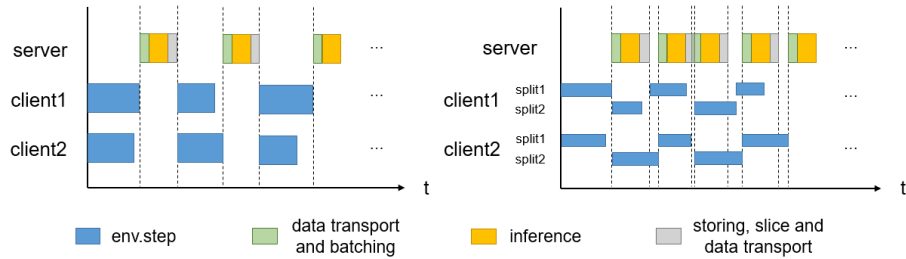 server
...
client1
...
client2
...
t
server
...
client1
split1
split2
...
client2
split1
split2
...
t
env.step
data transport
and batching
inference
storing, slice and
data transport